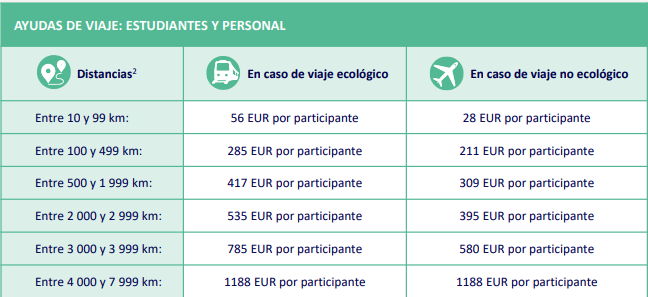 AYUDAS DE VIAJE: ESTUDIANTES Y PERSONAL
Distancias² En caso de viaje ecológico En caso de viaje no ecológico
Entre 10 y 99 km: 56 EUR por participante 28 EUR por participante
Entre 100 y 499 km: 285 EUR por participante 211 EUR por participante
Entre 500 y 1 999 km: 417 EUR por participante 309 EUR por participante
Entre 2 000 y 2 999 km: 535 EUR por participante 395 EUR por participante
Entre 3 000 y 3 999 km: 785 EUR por participante 580 EUR por participante
Entre 4 000 y 7 999 km: 1188 EUR por participante 1188 EUR por participante